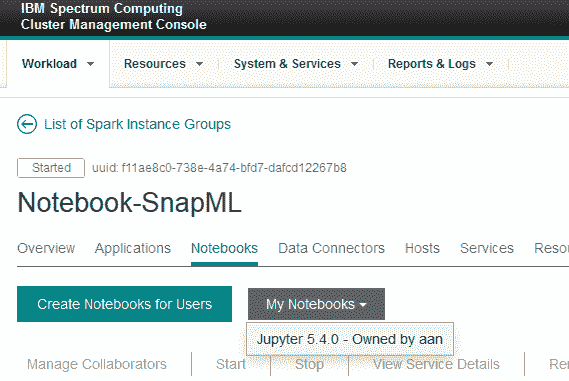 IBM Spectrum Computing
Cluster Management Console
Workload Resources System & Services Reports & Logs
List of Spark Instance Groups
Started uuid: f11ae8c0-738e-4a74-bfd7-dafcd12267b8
Notebook-SnapML
Overview Applications Notebooks Data Connectors Hosts Services Resou
Create Notebooks for Users My Notebooks
Jupyter 5.4.0 - Owned by aan
Manage Collaborators Start Stop View Service Details Re